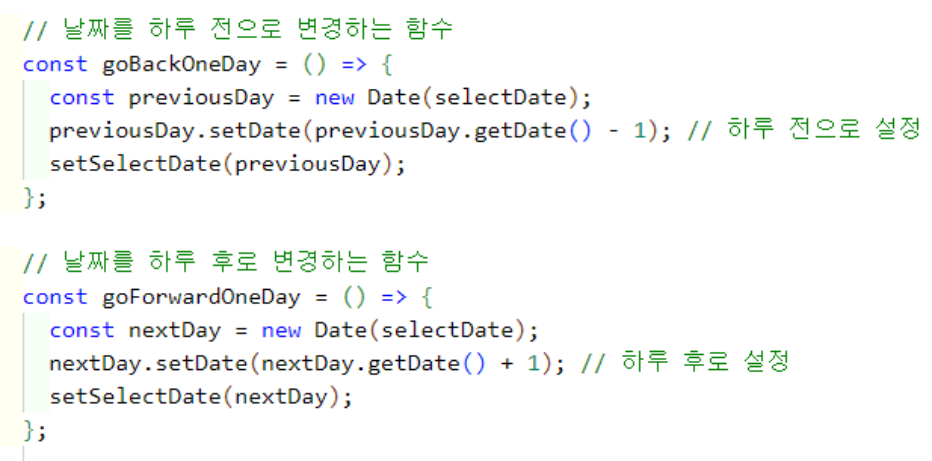 // 날짜를 하루 전으로 변경하는 함수
const goBackOneDay = () => {
  const previousDay = new Date(selectDate);
  previousDay.setDate(previousDay.getDate() - 1); // 하루 전으로 설정
  setSelectDate(previousDay);
};
// 날짜를 하루 후로 변경하는 함수
const goForwardOneDay = () => {
  const nextDay = new Date(selectDate);
  nextDay.setDate(nextDay.getDate() + 1); // 하루 후로 설정
  setSelectDate(nextDay);
};